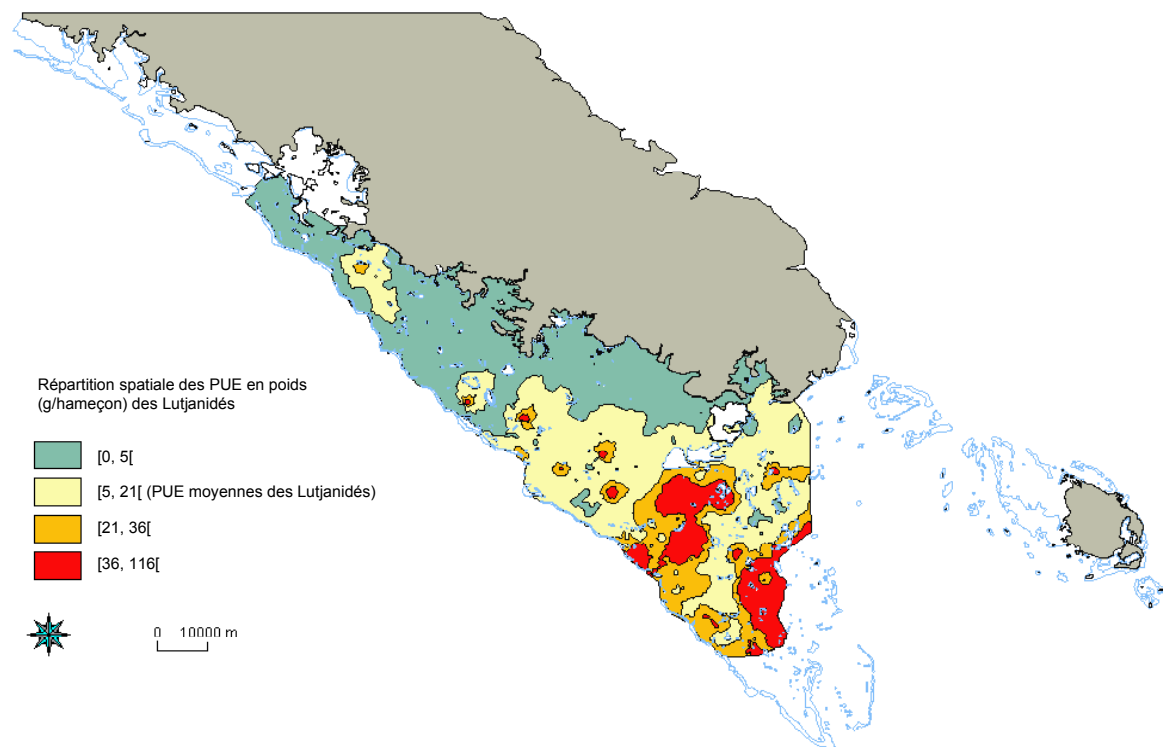 Répartition spatiale des PUE en poids
(g/hameçon) des Lutjanidés
[0, 5[
[5, 21[ (PUE moyennes des Lutjanidés)
[21, 36[
[36, 116[
0 10000 m